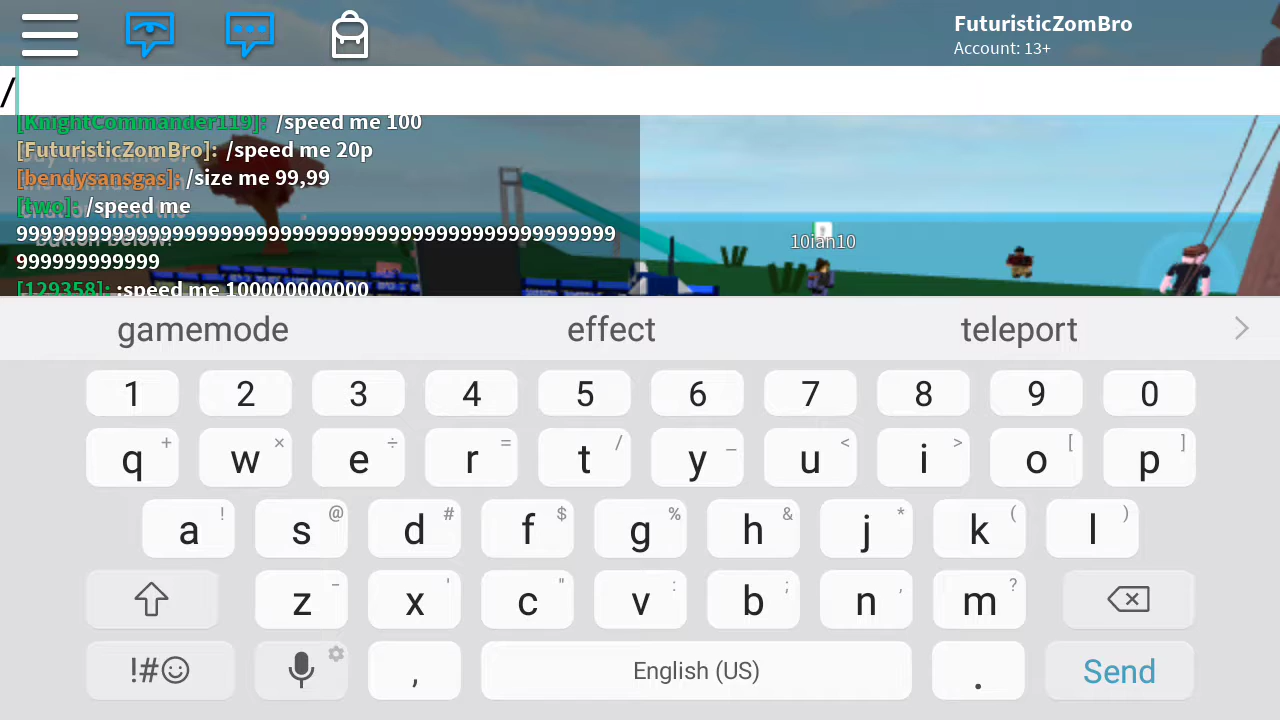 FuturisticZomBro
Account: 13+
/
[KnightCommander119]: /speed me 100
[FuturisticZomBro]: /speed me 20p
[bendysansgas]: /size me 99,99
[two]: /speed me
button below!
[129358]: :speed me 100000000000
10ian10
gamemode effect teleport
1 2 3 4 5 6 7 8 9 0
q + w × e ÷ r = t / y _ u < i > o [ p ]
a ! s @ d # f $ g % h & j * k ( l )
z - x ' c " v : b ; n , m ?
!#☺ , English (US) . Send